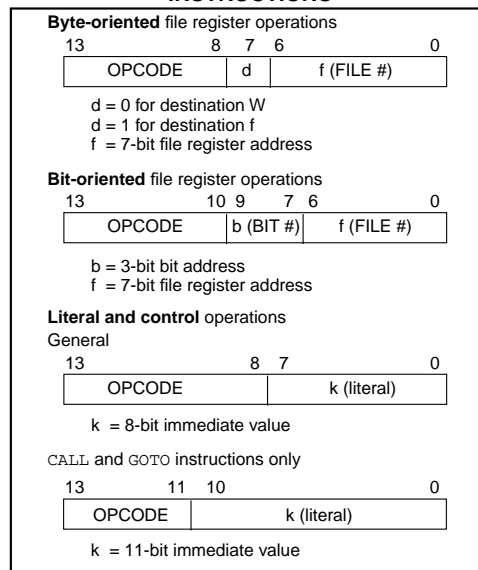 INSTRUCTIONS
Byte-oriented file register operations
13 8 7 6 0
OPCODE d f (FILE #)
d = 0 for destination W
d = 1 for destination f
f = 7-bit file register address
Bit-oriented file register operations
13 10 9 7 6 0
OPCODE b (BIT #) f (FILE #)
b = 3-bit bit address
f = 7-bit file register address
Literal and control operations
General
13 8 7 0
OPCODE k (literal)
k = 8-bit immediate value
CALL and GOTO instructions only
13 11 10 0
OPCODE k (literal)
k = 11-bit immediate value